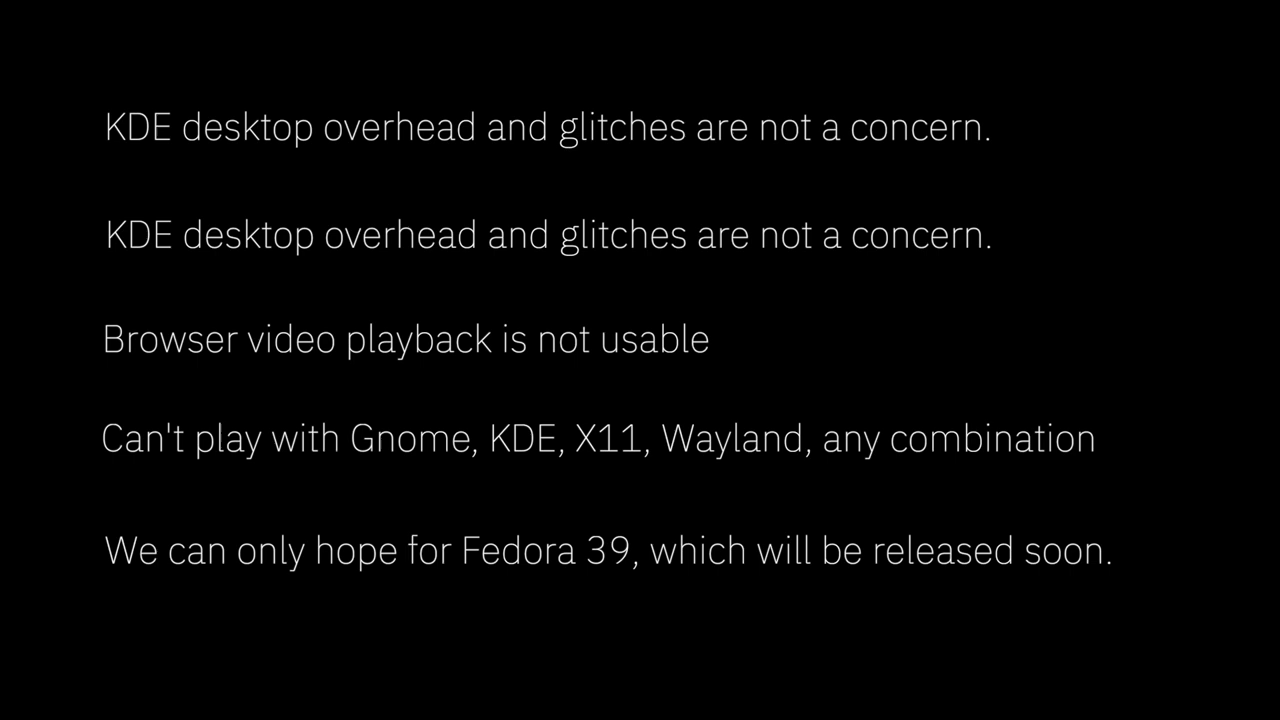 KDE desktop overhead and glitches are not a concern.
KDE desktop overhead and glitches are not a concern.
Browser video playback is not usable
Can't play with Gnome, KDE, X11, Wayland, any combination
We can only hope for Fedora 39, which will be released soon.